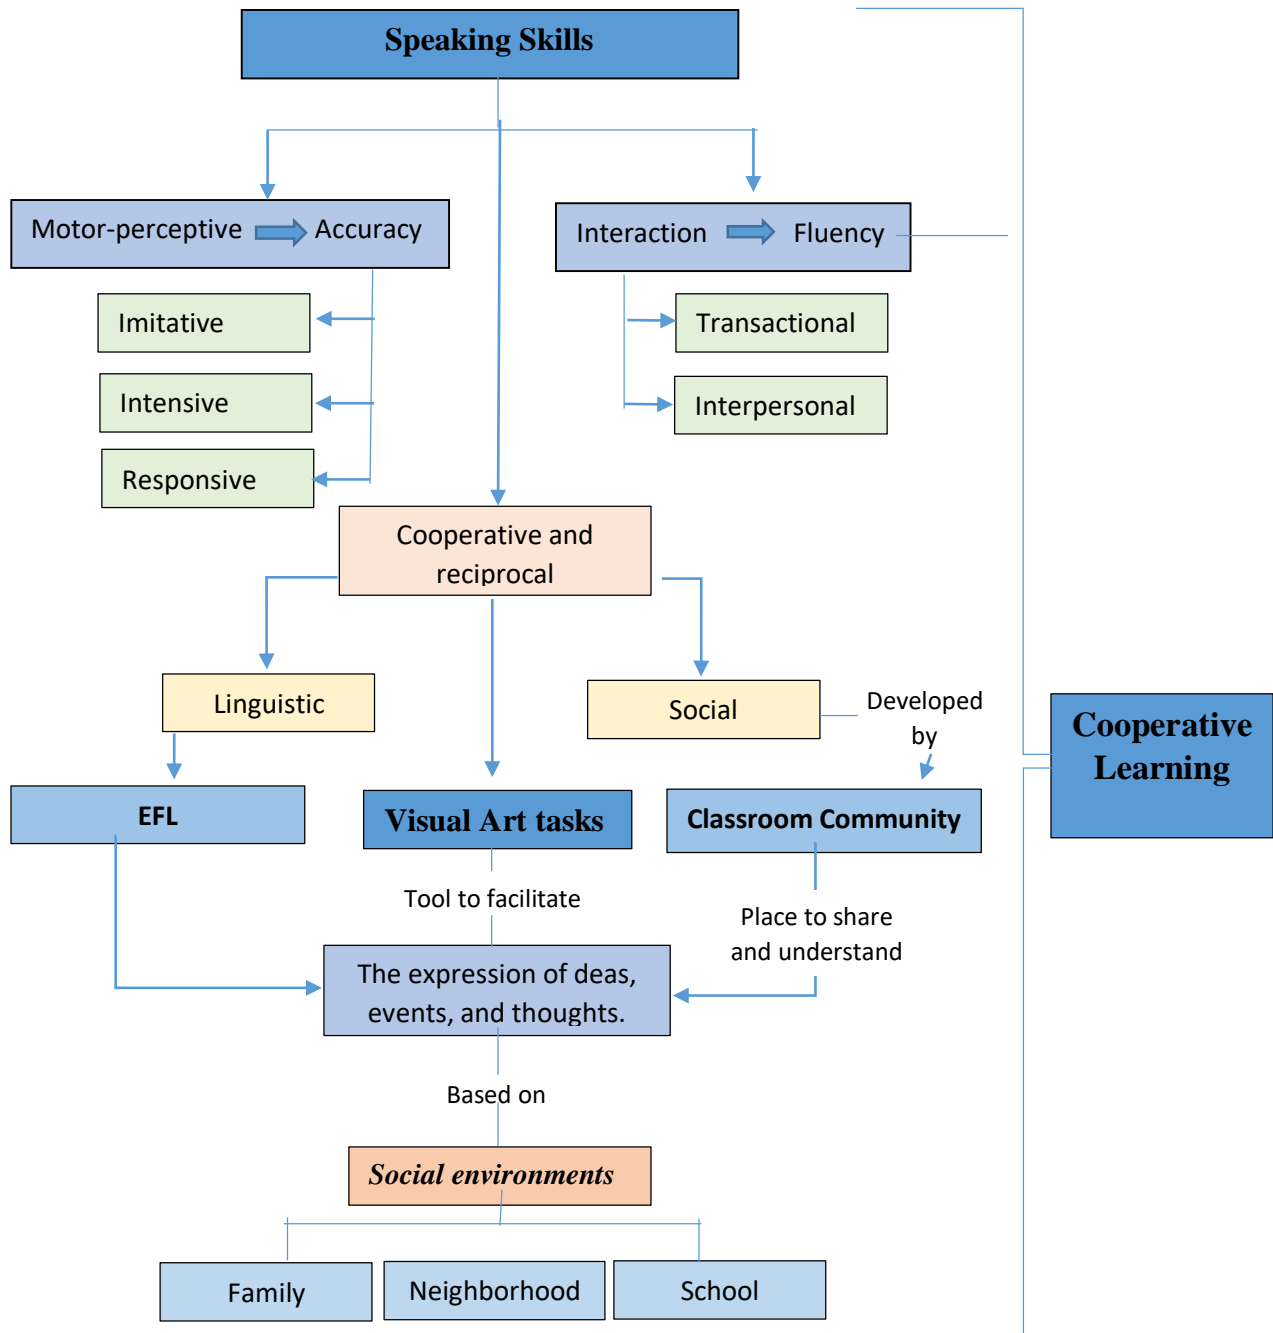 Speaking Skills
Motor-perceptive Accuracy
Interaction Fluency
Imitative
Intensive
Responsive
Transactional
Interpersonal
Cooperative and
reciprocal
Linguistic
Social
Developed
by
Cooperative
Learning
EFL
Visual Art tasks
Classroom Community
Tool to facilitate
Place to share
and understand
The expression of deas,
events, and thoughts.
Based on
Social environments
Family
Neighborhood
School